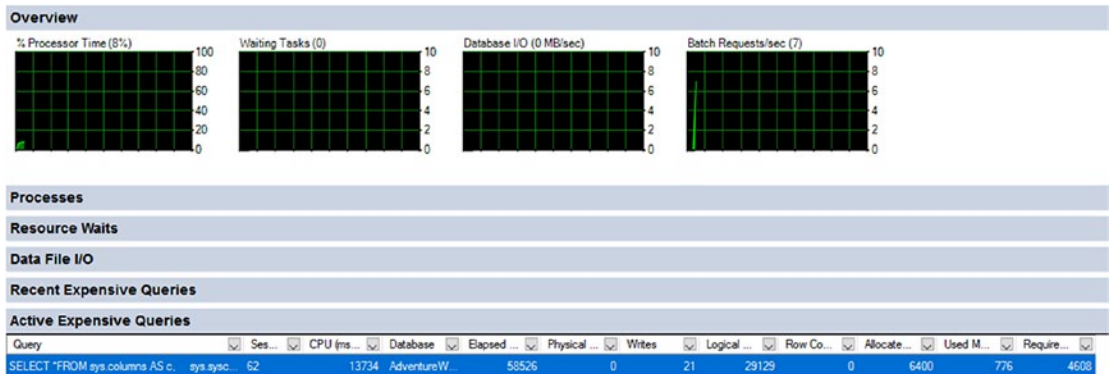 Overview
% Processor Time (8%) Waiting Tasks (0) Database I/O (0 MB/sec) Batch Requests/sec (7)
100 10 10 10
80 8 8 8
60 6 6 6
40 4 4 4
20 2 2 2
0 0 0 0
Processes
Resource Waits
Data File I/O
Recent Expensive Queries
Active Expensive Queries
Query Ses... CPU (ms... Database Elapsed ... Physical ... Writes Logical ... Row Co... Allocate... Used M... Require...
SELECT *FROM sys.columns AS c, sys.sysc... 62 13734 AdventureW... 58526 0 21 29129 0 6400 776 4608